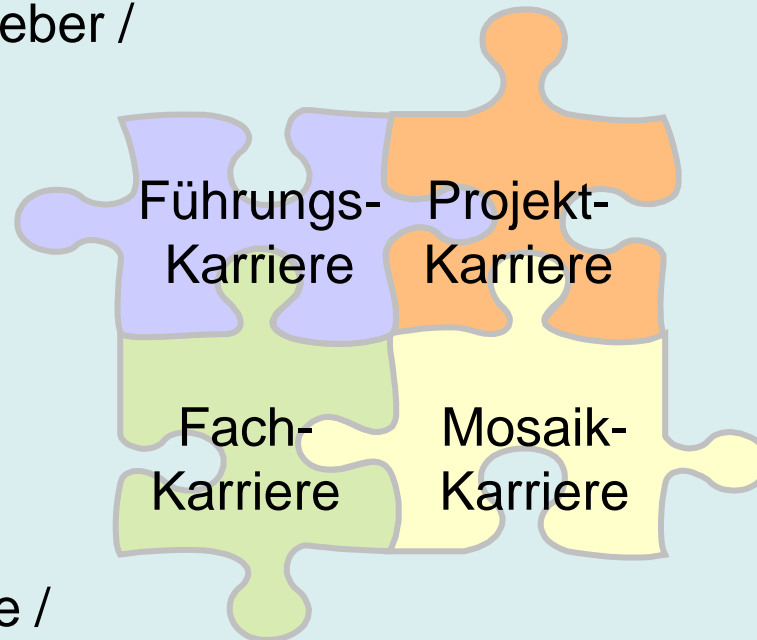 eber /
Führungs-
Karriere
Projekt-
Karriere
Fach-
Karriere
Mosaik-
Karriere
e /